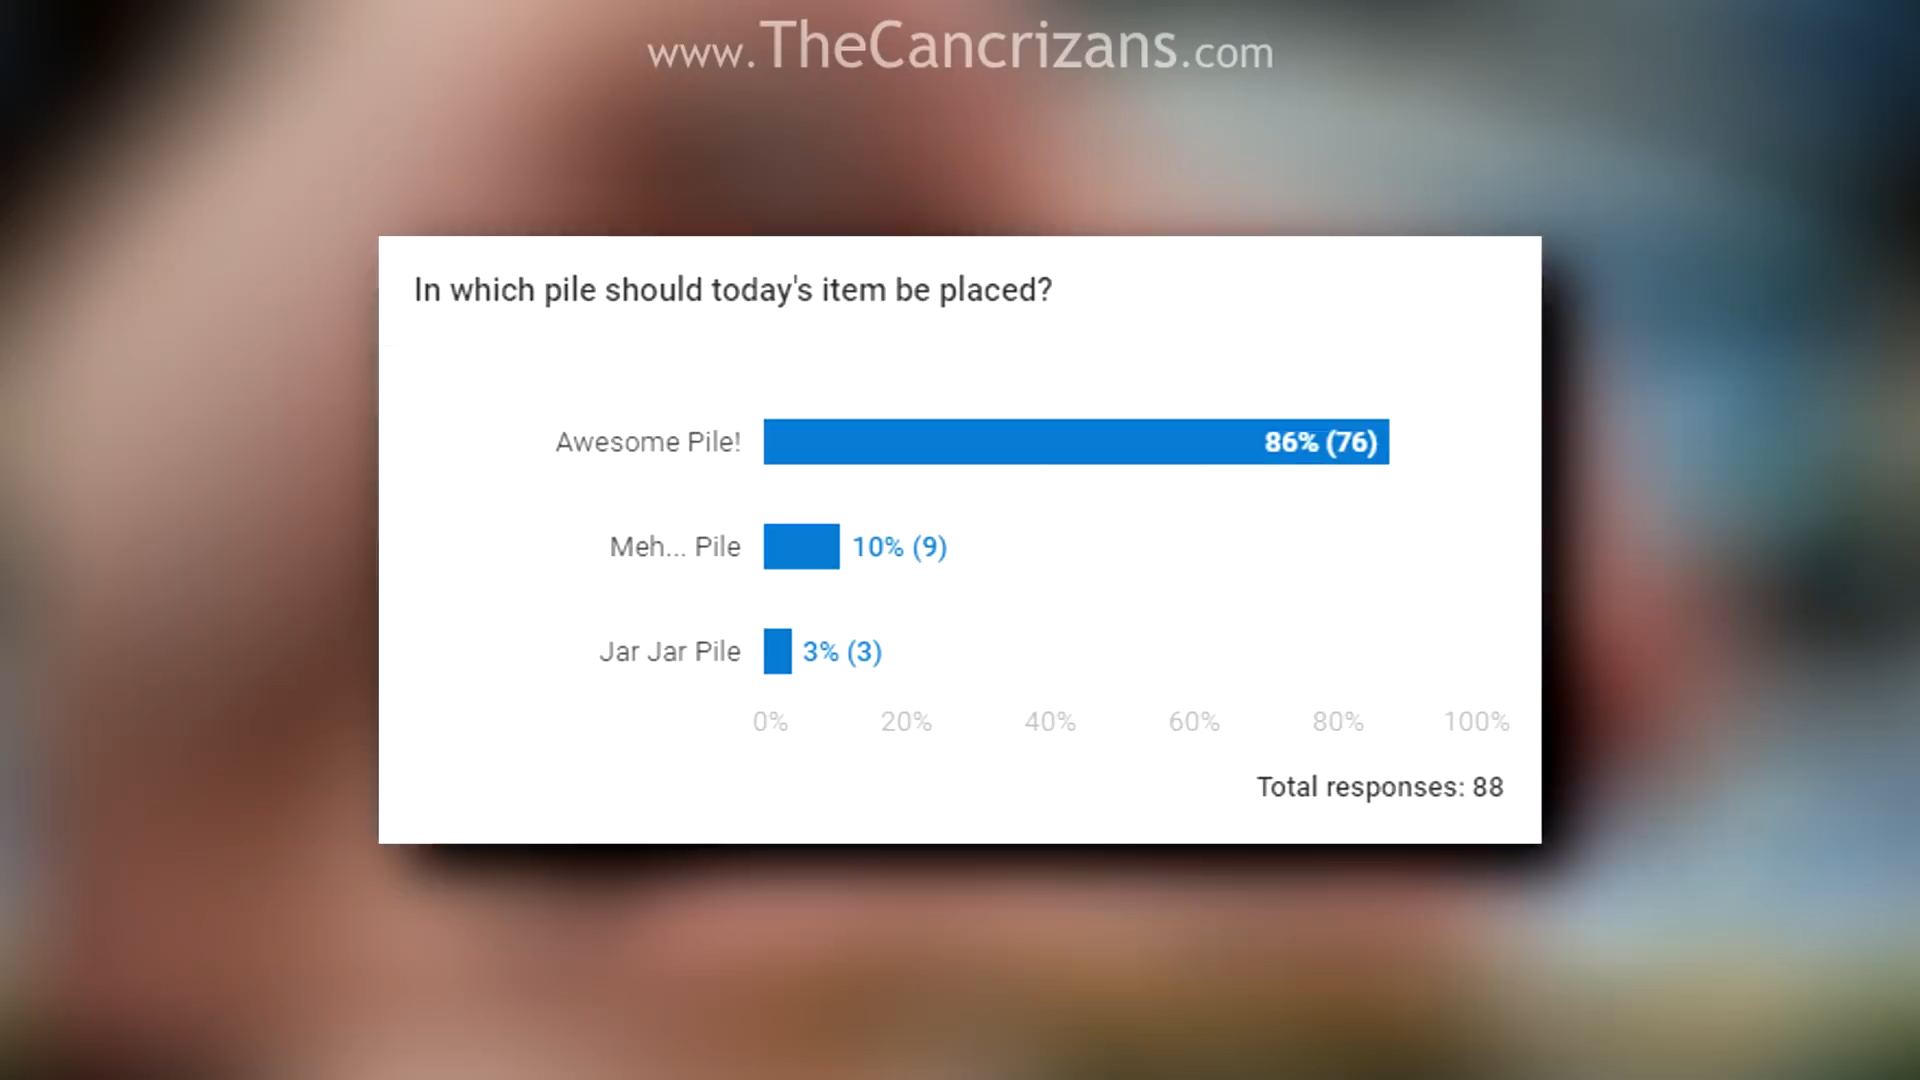 www.TheCancrizans.com
In which pile should today's item be placed?
Awesome Pile! 86% (76)
Meh... Pile 10% (9)
Jar Jar Pile 3% (3)
0% 20% 40% 60% 80% 100%
Total responses: 88